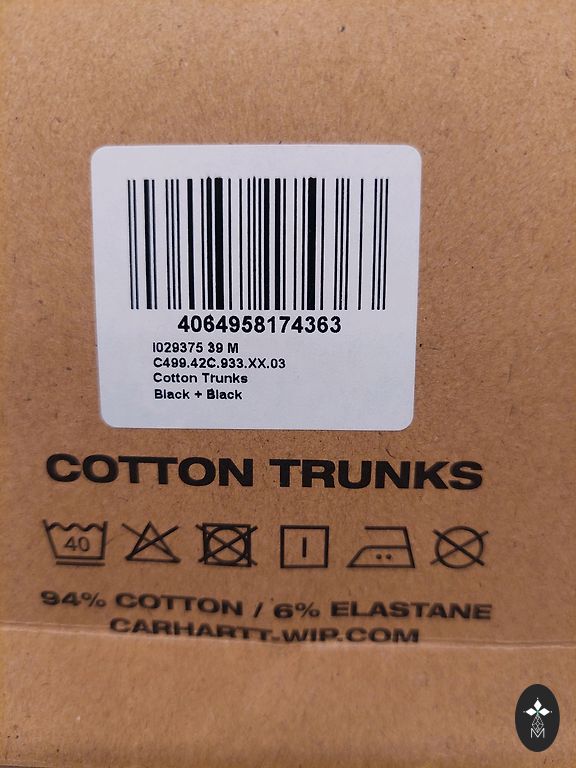 4064958174363
I029375 39 M
C499.42C.933.XX.03
Cotton Trunks
Black + Black
COTTON TRUNKS
40
94% COTTON / 6% ELASTANE
CARHARTT-WIP.COM
M